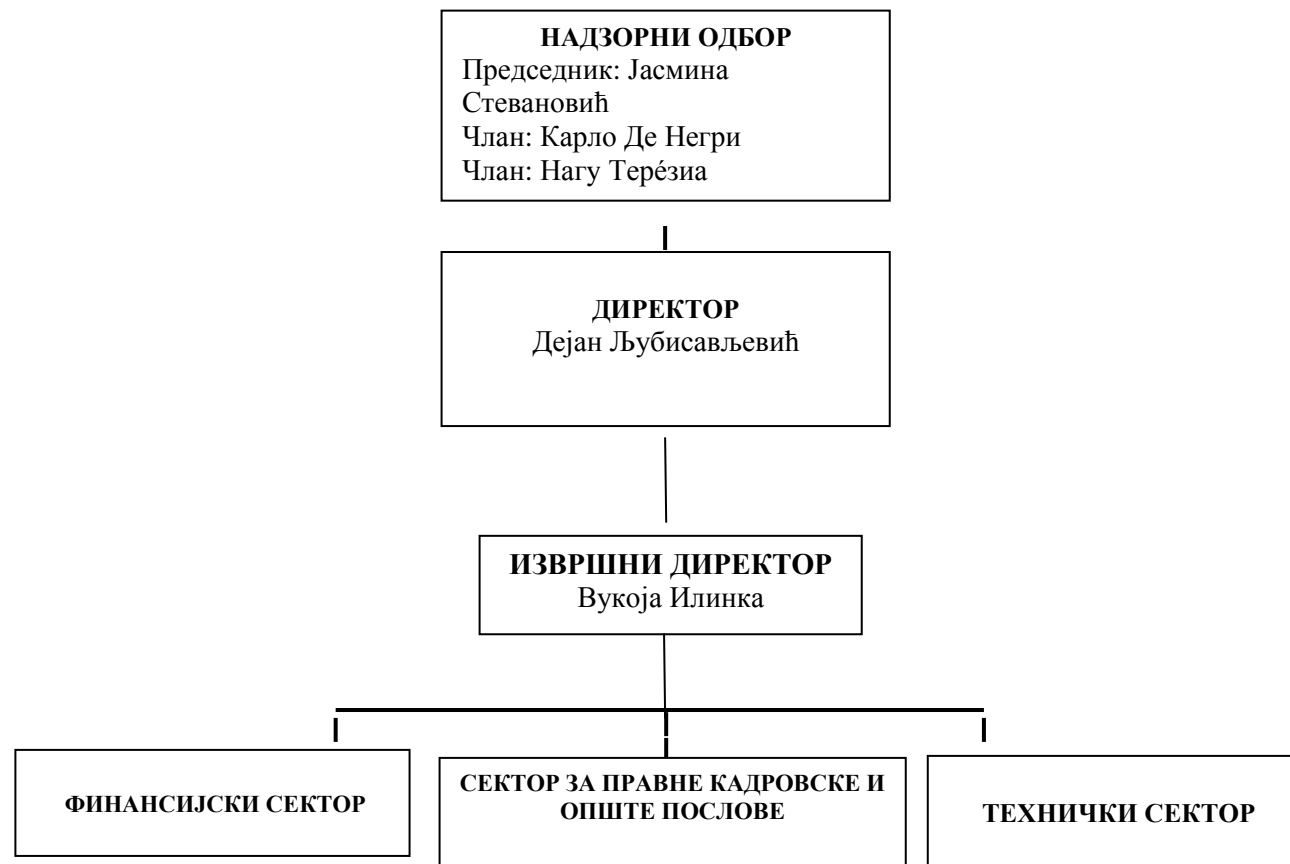 НАДЗОРНИ ОДБОР
Председник: Јасмина
Стевановић
Члан: Карло Де Негри
Члан: Нагу Терéзиа
ДИРЕКТОР
Дејан Љубисављевић
ИЗВРШНИ ДИРЕКТОР
Вукоја Илинка
ФИНАНСИЈСКИ СЕКТОР
СЕКТОР ЗА ПРАВНЕ КАДРОВСКЕ И
ОПШТЕ ПОСЛОВЕ
ТЕХНИЧКИ СЕКТОР